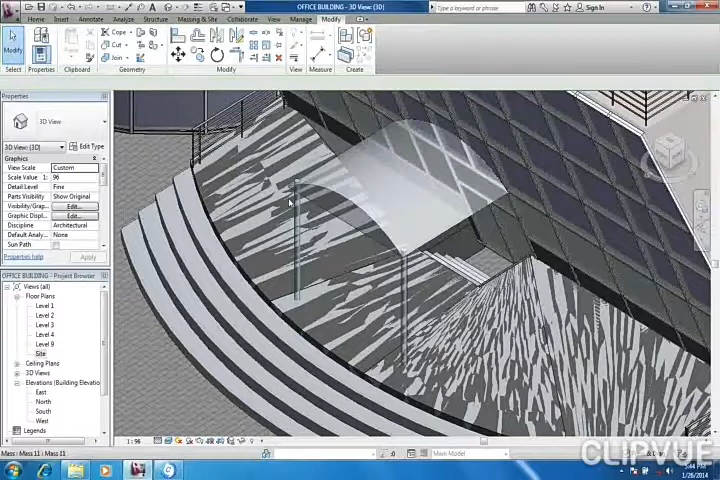 OFFICE BUILDING - 3D View: {3D}
Type a keyword or phrase
Sign In
Home
Insert
Annotate
Analyze
Structure
Massing & Site
Collaborate
View
Manage
Modify
Modify
Cope
Cut
Join
Select
Properties
Clipboard
Geometry
Modify
View
Measure
Create
Properties
3D View
3D View: {3D}
Edit Type
Graphics
View Scale Custom
Scale Value 1: 96
Detail Level Fine
Parts Visibility Show Original
Visibility/Grap... Edit...
Graphic Displ... Edit...
Discipline Architectural
Default Analy... None
Sun Path
Properties help
Apply
OFFICE BUILDING - Project Browser
Views (all)
Floor Plans
Level 1
Level 2
Level 3
Level 4
Level 9
Site
Ceiling Plans
3D Views
Elevations (Building Elevatio
East
North
South
West
Legends
1 : 96
Mass : Mass 11 : Mass 11
:0
Main Model
CLIPVUE
5:44 PM
1/26/2014